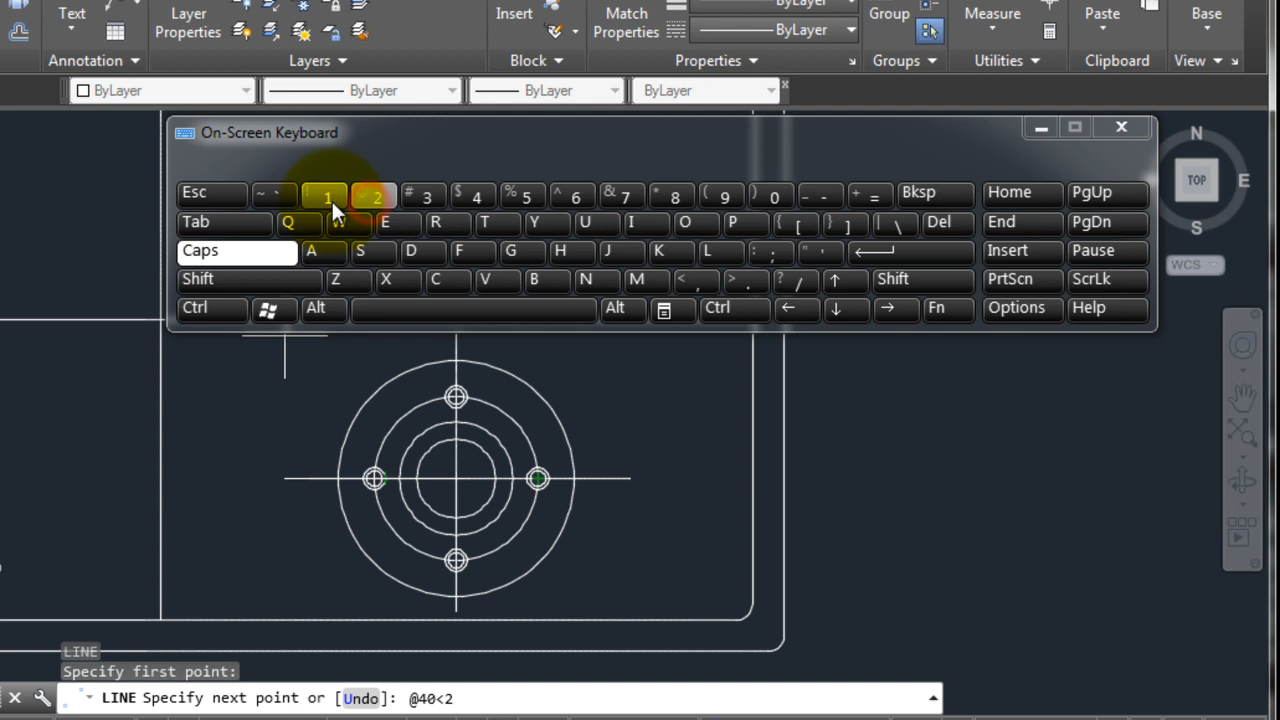 Text Layer Properties Insert Match Properties ByLayer Group Measure Paste Base
ByLayer
Annotation Layers Block Properties Groups Utilities Clipboard View
ByLayer ByLayer ByLayer ByLayer
On-Screen Keyboard
Esc ~ ` ! 1 2 # 3 $ 4 % 5 ^ 6 & 7 * 8 ( 9 ) 0 _ - + = Bksp Home PgUp
Tab Q W E R T Y U I O P { [ } ] | \ Del End PgDn
Caps A S D F G H J K L : ; " ' Insert Pause
Shift Z X C V B N M < , > . ? / ↑ Shift PrtScn ScrLk
Ctrl Alt Alt Ctrl ← ↓ → Fn Options Help
N
TOP E
S
WCS
LINE
Specify first point:
LINE Specify next point or [Undo]: @40<2